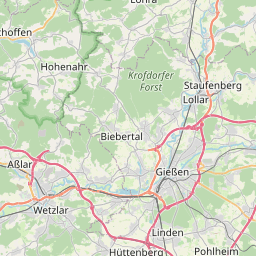 Lohra
hoffen
Hohenahr
Krofdorfer
Forst
Staufenberg
Lollar
Biebertal
Aßlar
Gießen
Wetzlar
Linden
Hüttenberg
Pohlheim